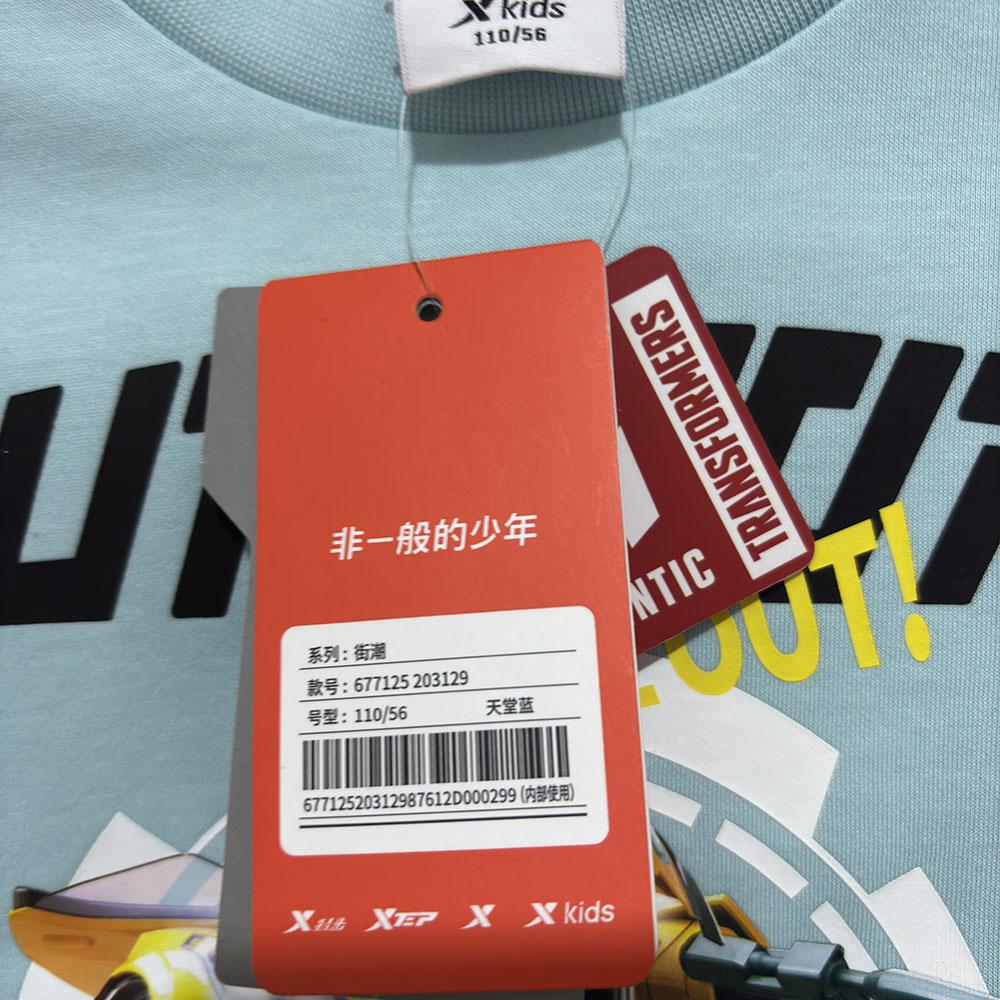 X kids
110/56
TRANSFORMERS
NTIC
OUT!
非一般的少年
系列：街潮
款号：677125 203129
号型：110/56 天堂蓝
67712520312987612D000299 (内部使用)
X特步 XTEP X X kids